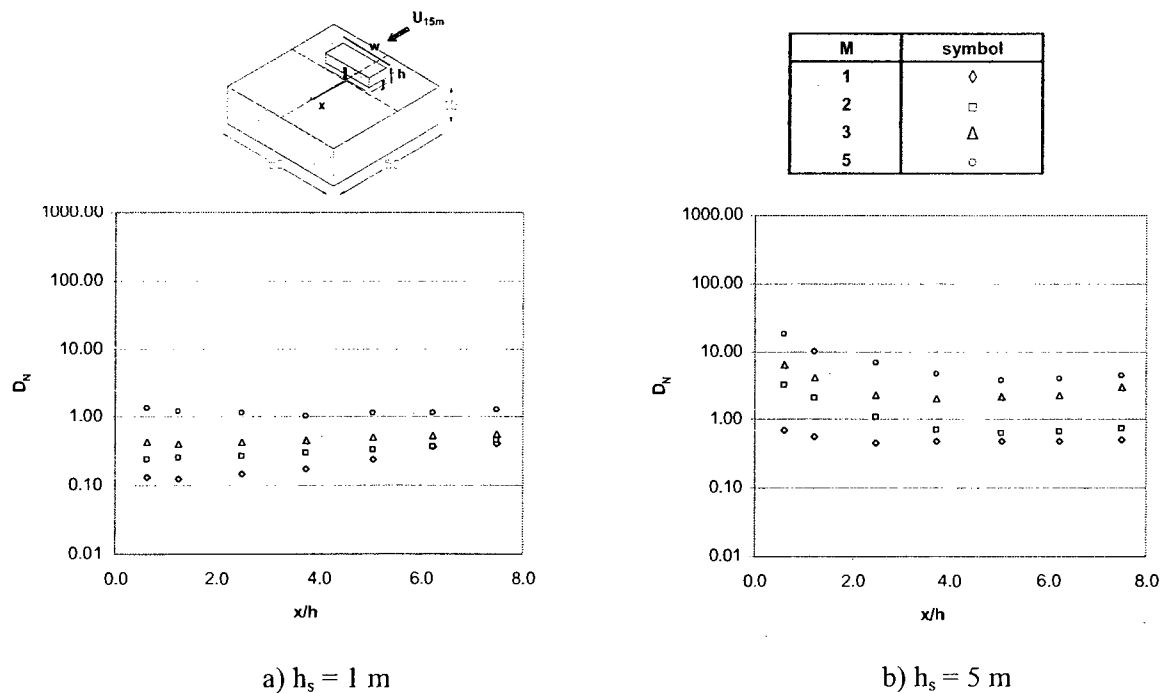 U15m
w
h
x
M symbol
1 ◊
2 □
3 Δ
5 ○
1000.00
100.00
10.00
1.00
0.10
0.01
DN
0.0 2.0 4.0 6.0 8.0
x/h
a) hs = 1 m
1000.00
100.00
10.00
1.00
0.10
0.01
DN
0.0 2.0 4.0 6.0 8.0
x/h
b) hs = 5 m